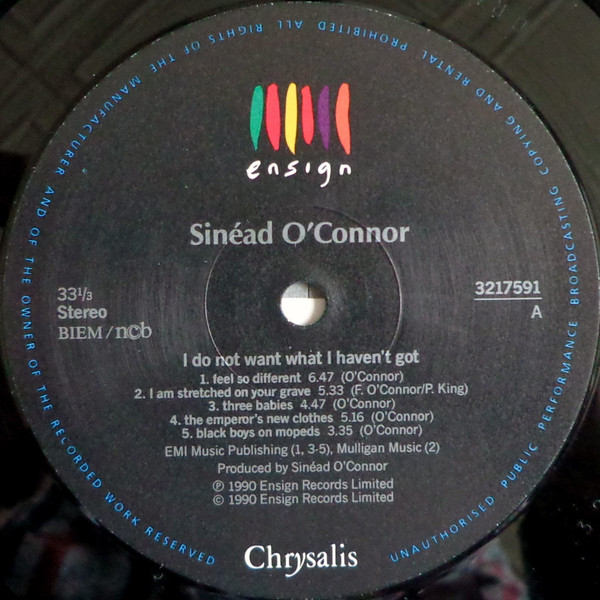 ensign
Sinéad O'Connor
33⅓
Stereo
BIEM/ncb
3217591
A
I do not want what I haven't got
1. feel so different 6.47 (O'Connor)
2. I am stretched on your grave 5.33 (F. O'Connor/P. King)
3. three babies 4.47 (O'Connor)
4. the emperor's new clothes 5.16 (O'Connor)
5. black boys on mopeds 3.35 (O'Connor)
EMI Music Publishing (1, 3-5), Mulligan Music (2)
Produced by Sinéad O'Connor
℗ 1990 Ensign Records Limited
© 1990 Ensign Records Limited
Chrysalis
ALL RIGHTS OF THE MANUFACTURER AND OF THE OWNER OF THE RECORDED WORK RESERVED UNAUTHORISED PUBLIC PERFORMANCE BROADCASTING COPYING AND RENTAL PROHIBITED